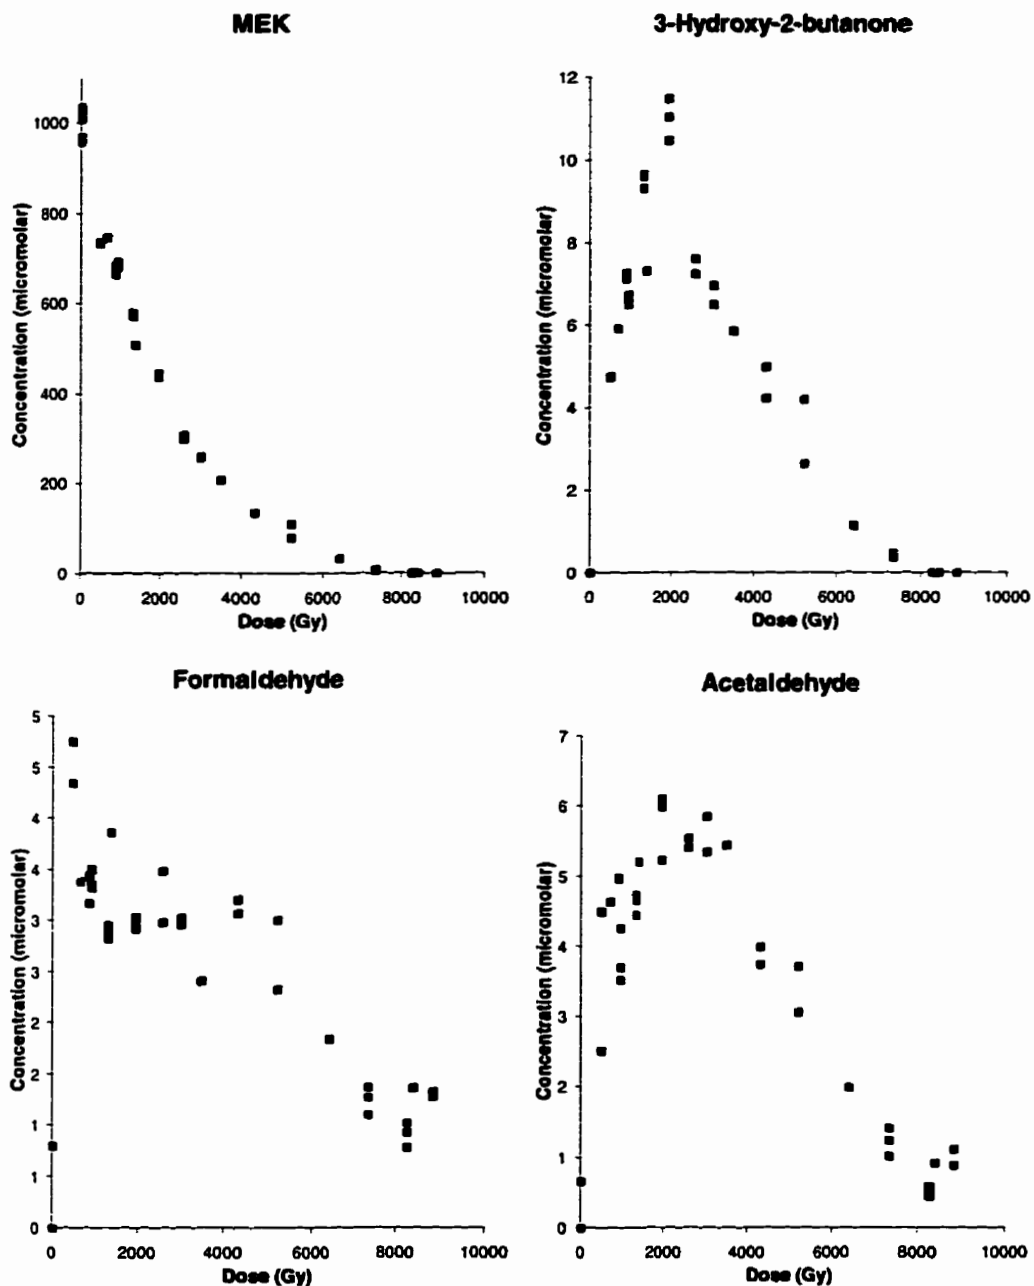 MEK
1000
800
600
400
200
0
0 2000 4000 6000 8000 10000
Concentration (micromolar)
Dose (Gy)
3-Hydroxy-2-butanone
12
10
8
6
4
2
0
0 2000 4000 6000 8000 10000
Concentration (micromolar)
Dose (Gy)
Formaldehyde
5
5
4
4
3
3
2
2
1
1
0
0 2000 4000 6000 8000 10000
Concentration (micromolar)
Dose (Gy)
Acetaldehyde
7
6
5
4
3
2
1
0
0 2000 4000 6000 8000 10000
Concentration (micromolar)
Dose (Gy)